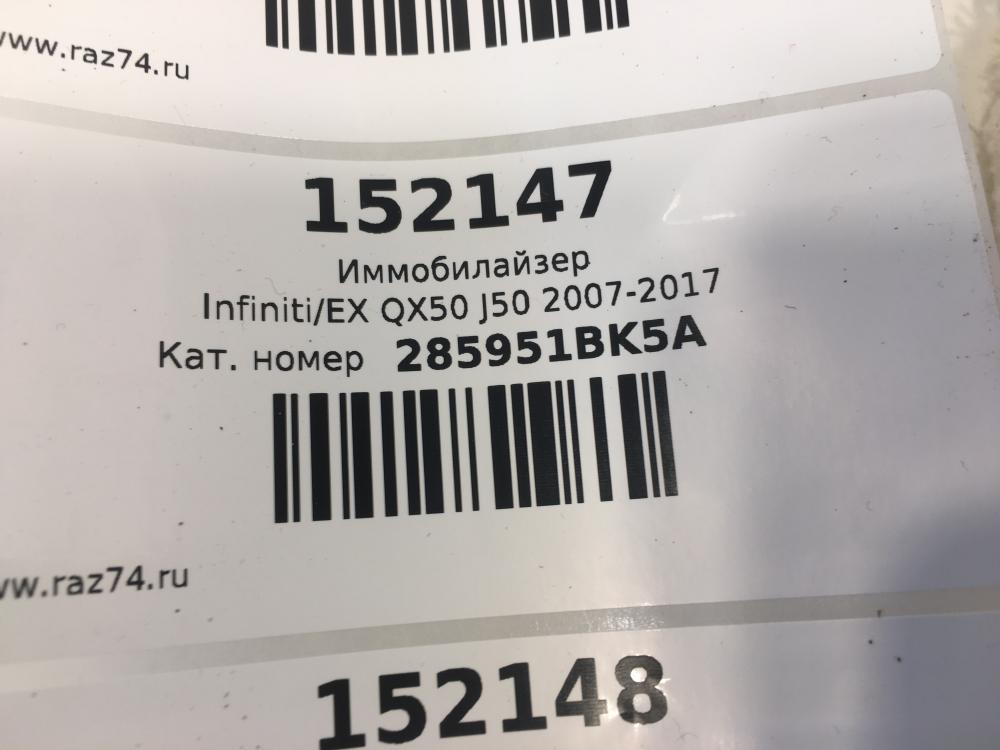 www.raz74.ru
152147
Иммобилайзер
Infiniti/EX QX50 J50 2007-2017
Кат. номер 285951BK5A
www.raz74.ru
152148